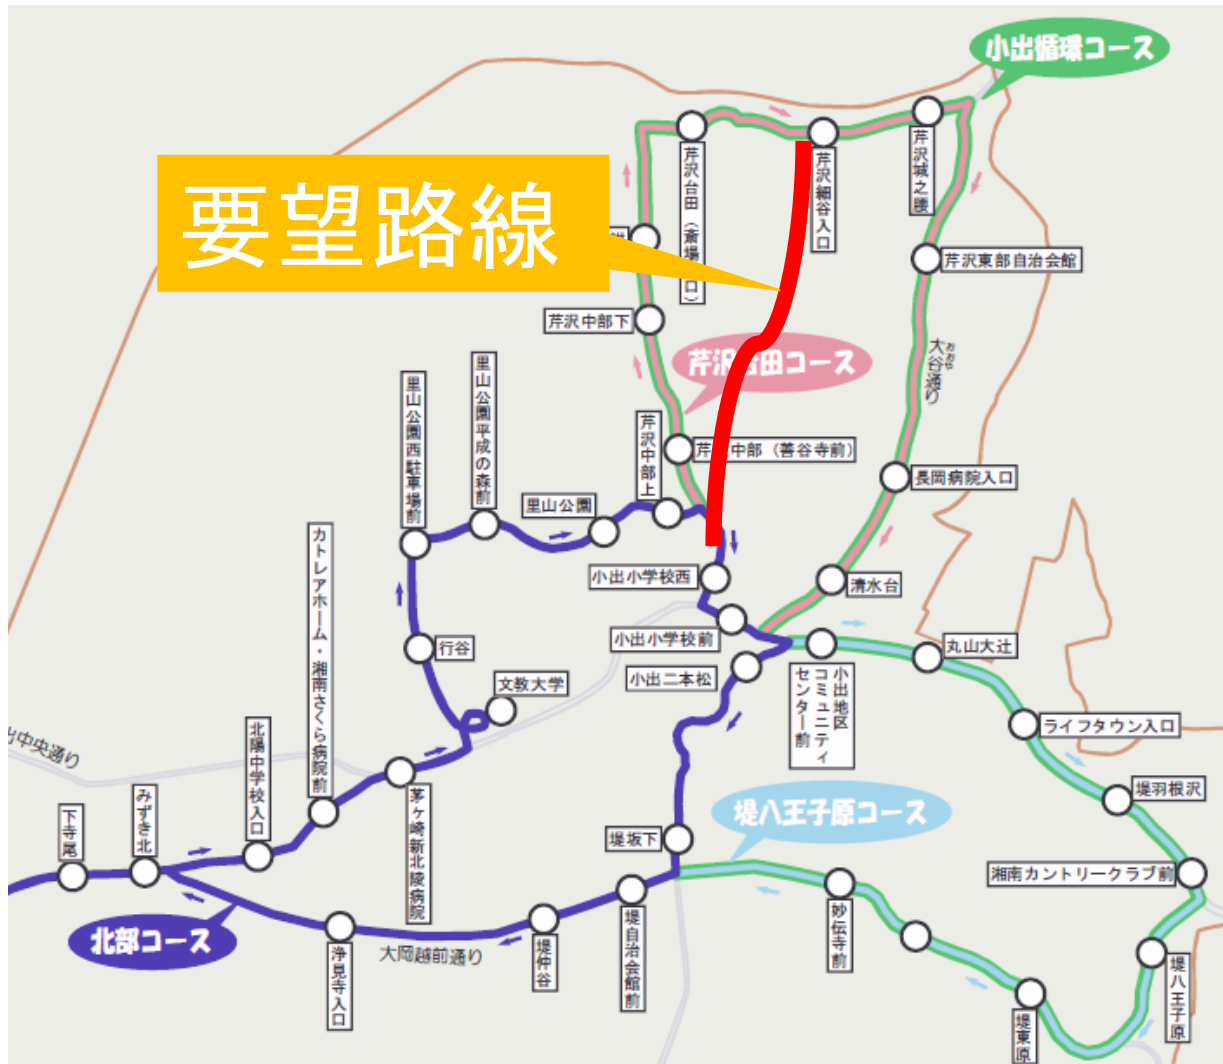 小出循環コース
要望路線
芹沢台田（斎場入口）
芹沢細谷入口
芹沢城之腰
芹沢東部自治会館
芹沢中部下
芹沢台田コース
大谷通り
おおや
里山公園西駐車場前
里山公園平成の森前
芹沢中部上
芹沢中部（善谷寺前）
長岡病院入口
里山公園
カトレアホーム・湘南さくら病院前
小出小学校西
清水台
小出小学校前
丸山大辻
行谷
小出二本松
文教大学
小出地区
コミュニティ
センター前
ライフタウン入口
出中央通り
北陽中学校入口
みずき北
下寺尾
茅ヶ崎新北陵病院
堤坂下
堤八王子原コース
堤羽根沢
湘南カントリークラブ前
北部コース
浄見寺入口
大岡越前通り
堤仲谷
堤自治会館前
妙伝寺前
堤東原
堤八王子原